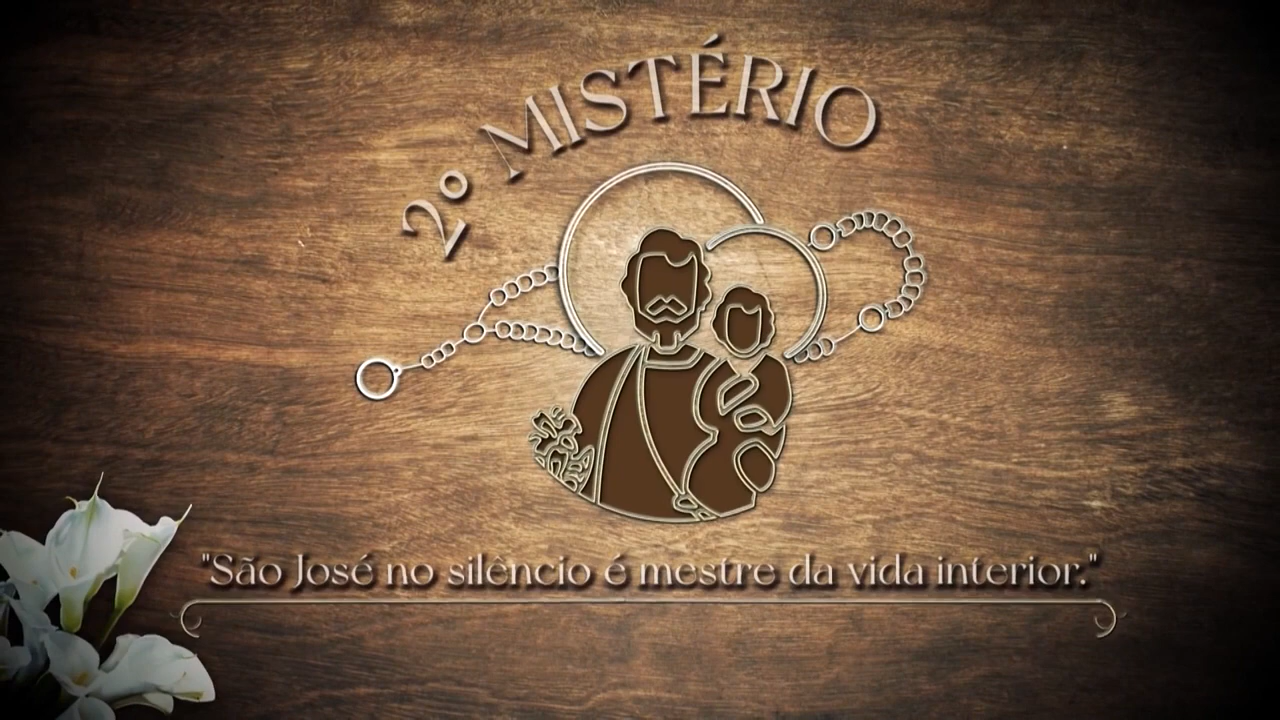 2º MISTÉRIO
"São José no silêncio é mestre da vida interior."